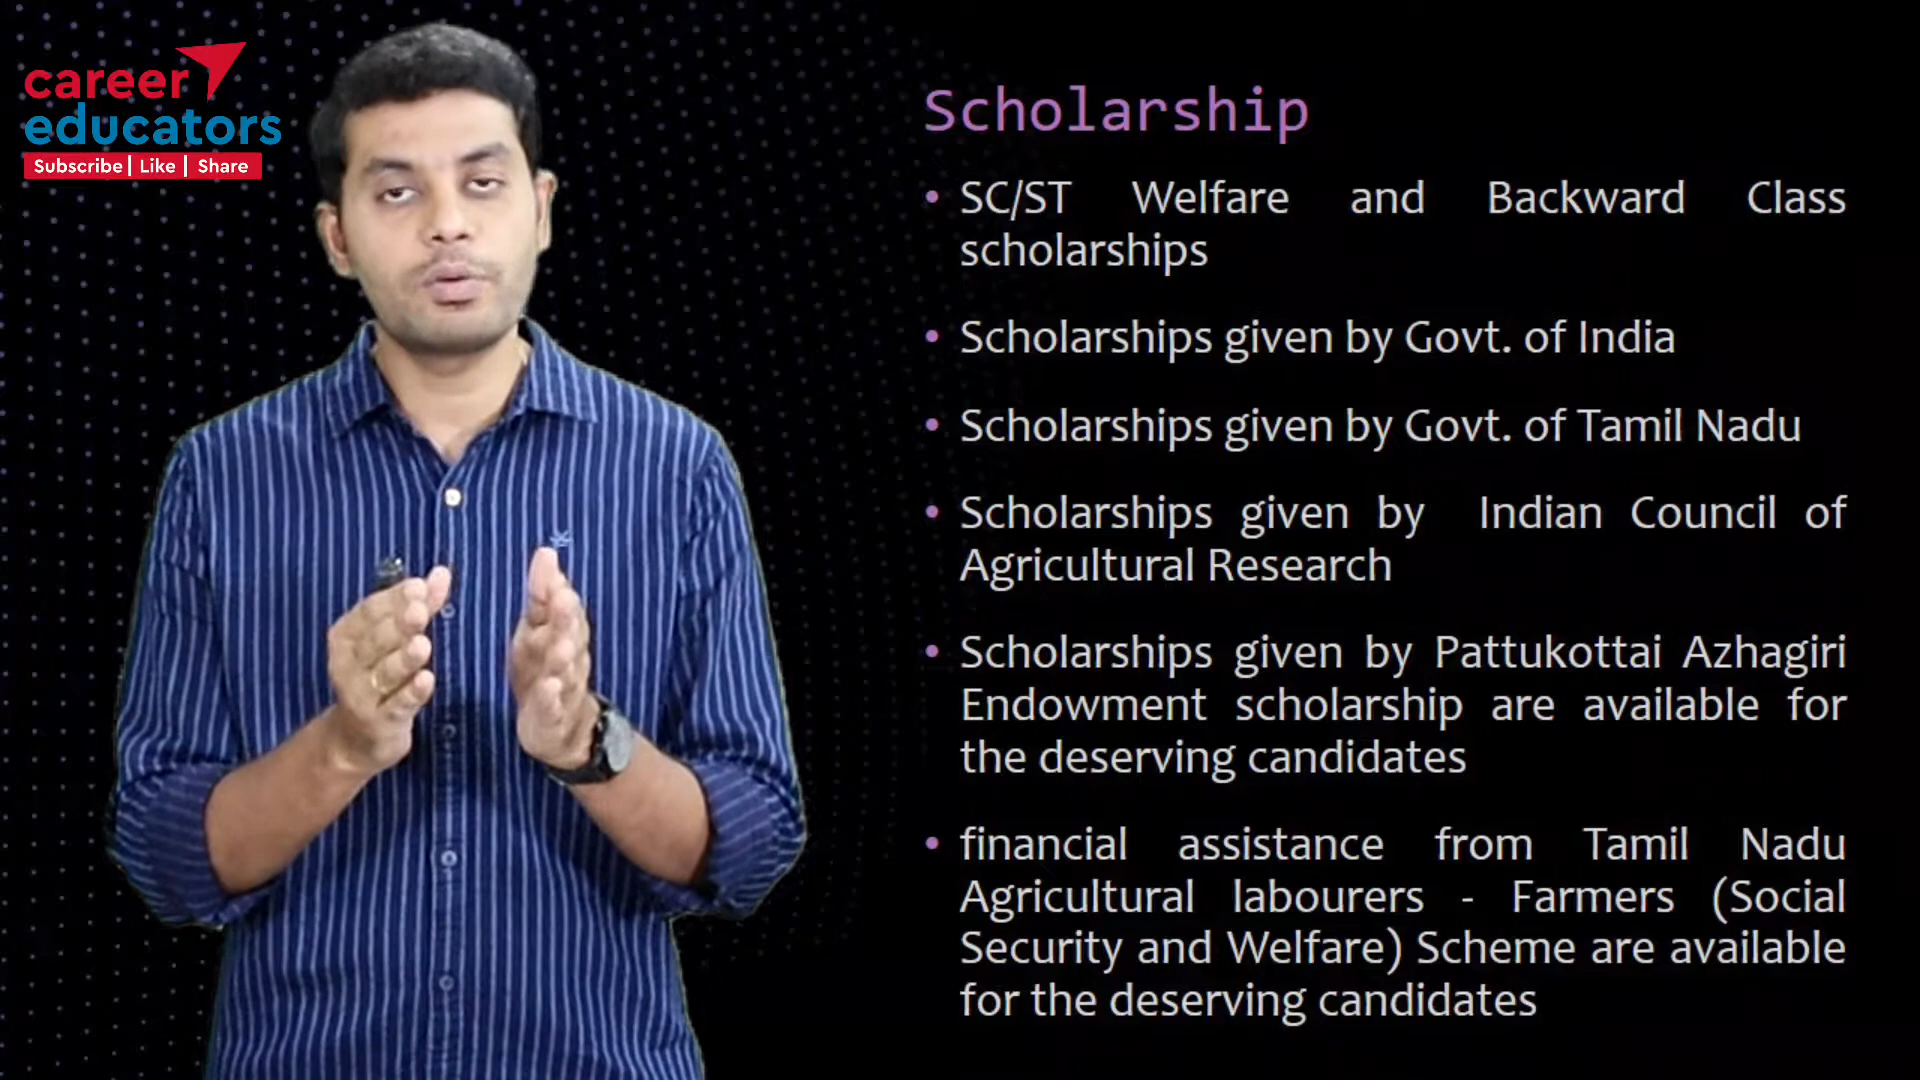 career
educators
Subscribe | Like | Share
Scholarship
• SC/ST Welfare and Backward Class
scholarships
• Scholarships given by Govt. of India
• Scholarships given by Govt. of Tamil Nadu
• Scholarships given by Indian Council of
Agricultural Research
• Scholarships given by Pattukottai Azhagiri
Endowment scholarship are available for
the deserving candidates
• financial assistance from Tamil Nadu
Agricultural labourers - Farmers (Social
Security and Welfare) Scheme are available
for the deserving candidates